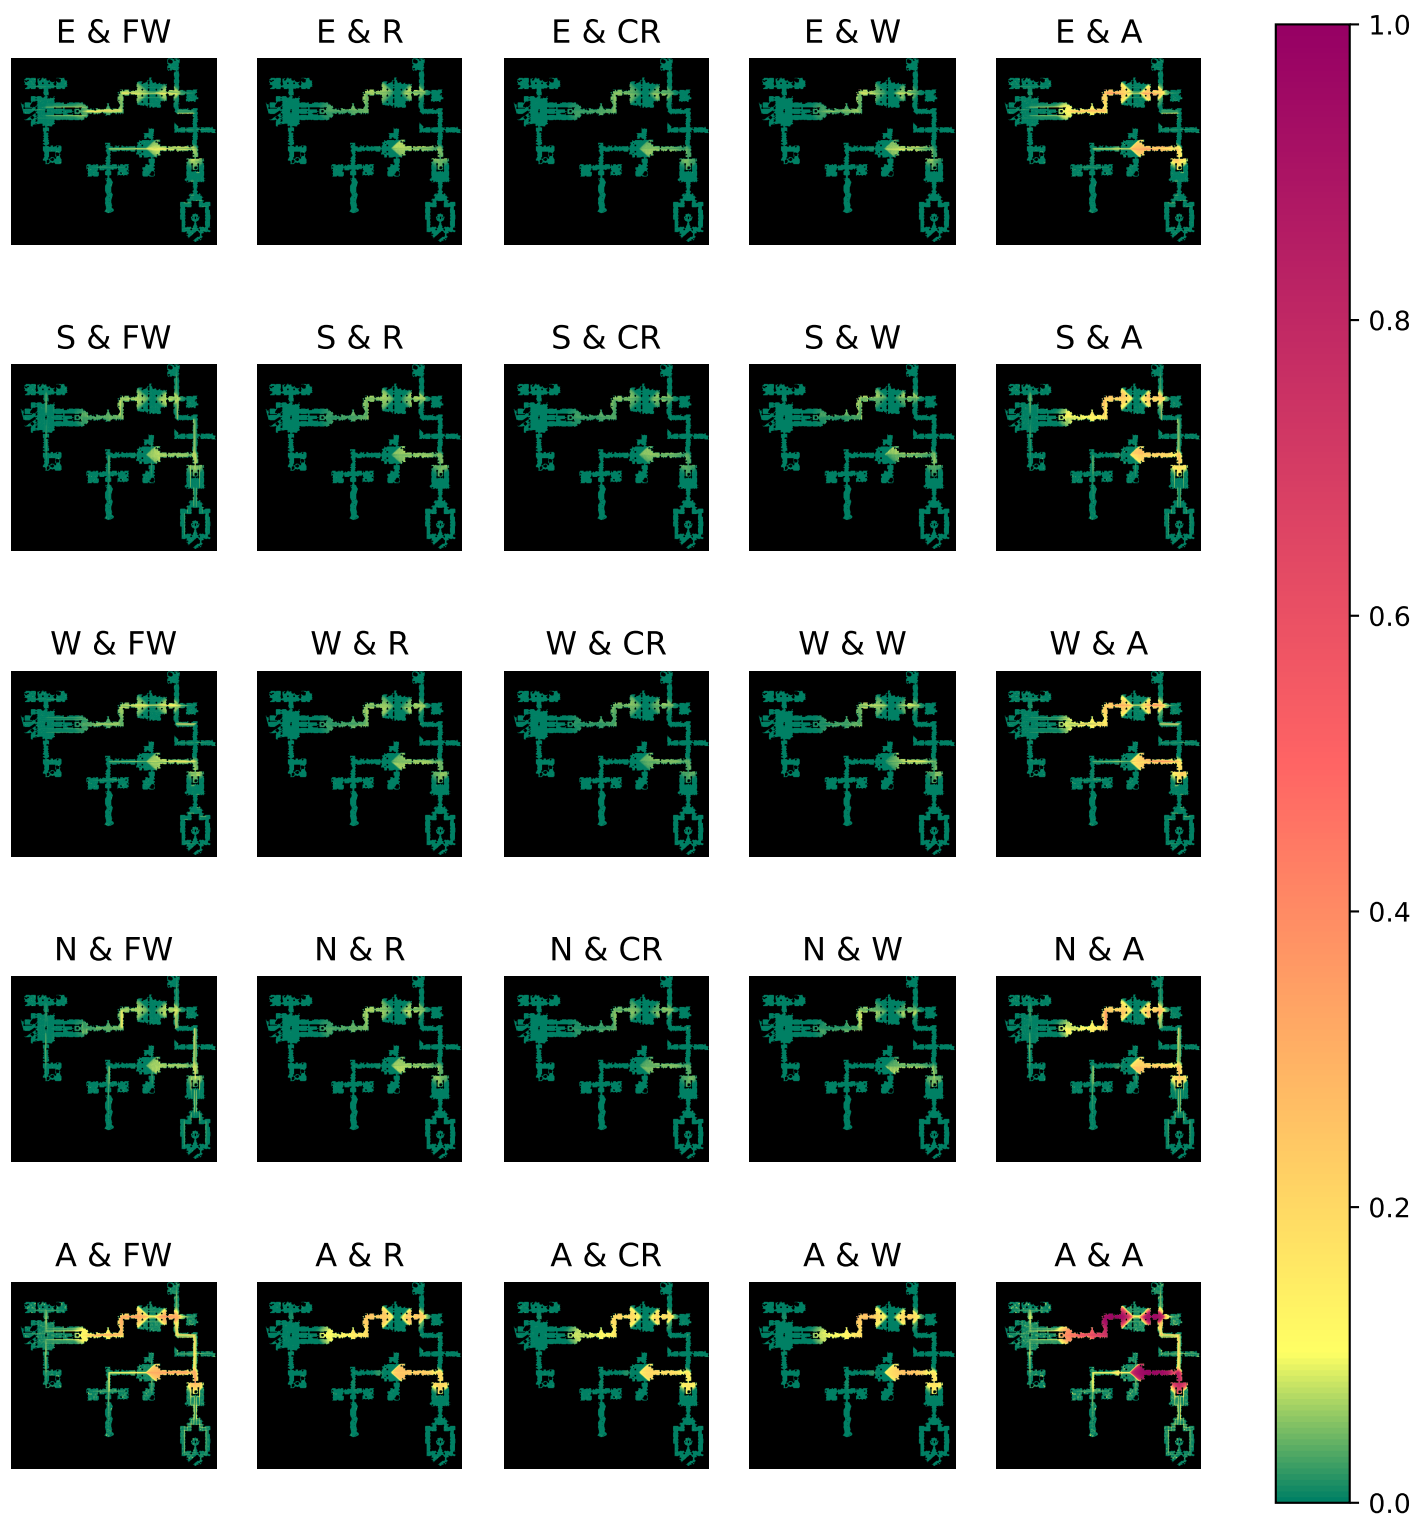 E & FW E & R E & CR E & W E & A 1.0
0.8
S & FW S & R S & CR S & W S & A
0.6
W & FW W & R W & CR W & W W & A
0.4
N & FW N & R N & CR N & W N & A
0.2
A & FW A & R A & CR A & W A & A
0.0